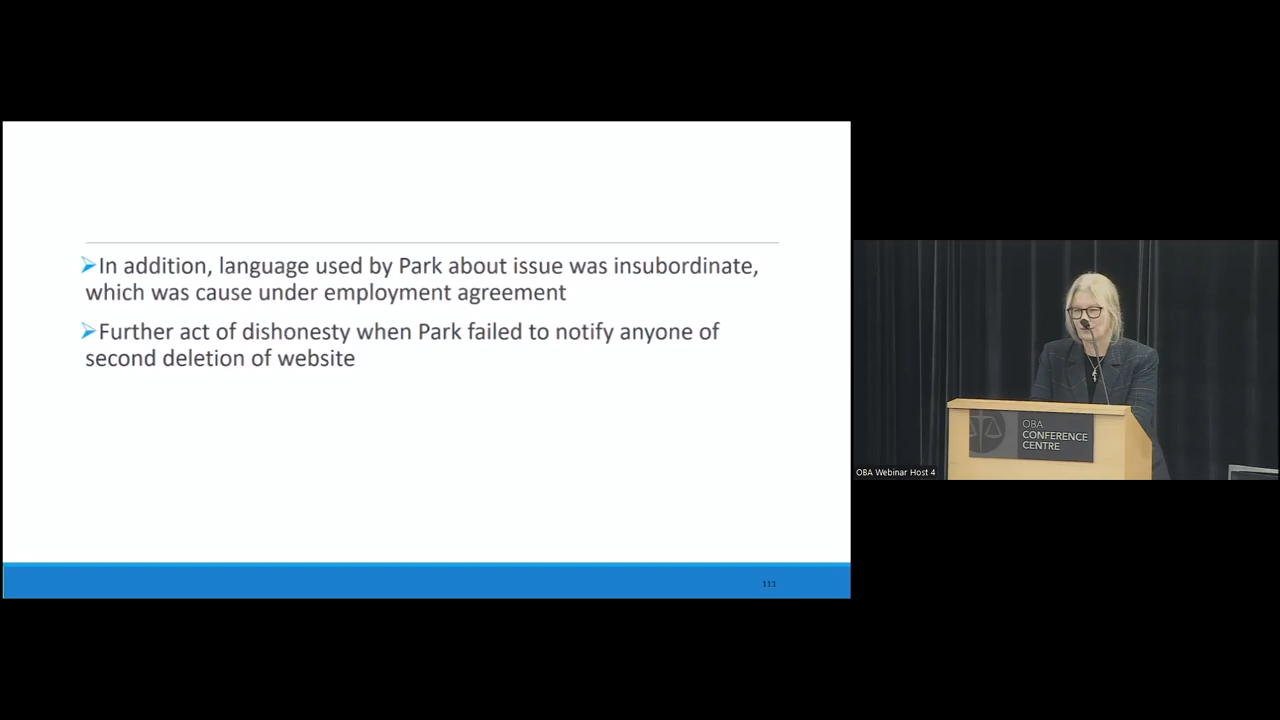 ➢In addition, language used by Park about issue was insubordinate,
which was cause under employment agreement
➢Further act of dishonesty when Park failed to notify anyone of
second deletion of website
111
OBA
CONFERENCE
CENTRE
OBA Webinar Host 4